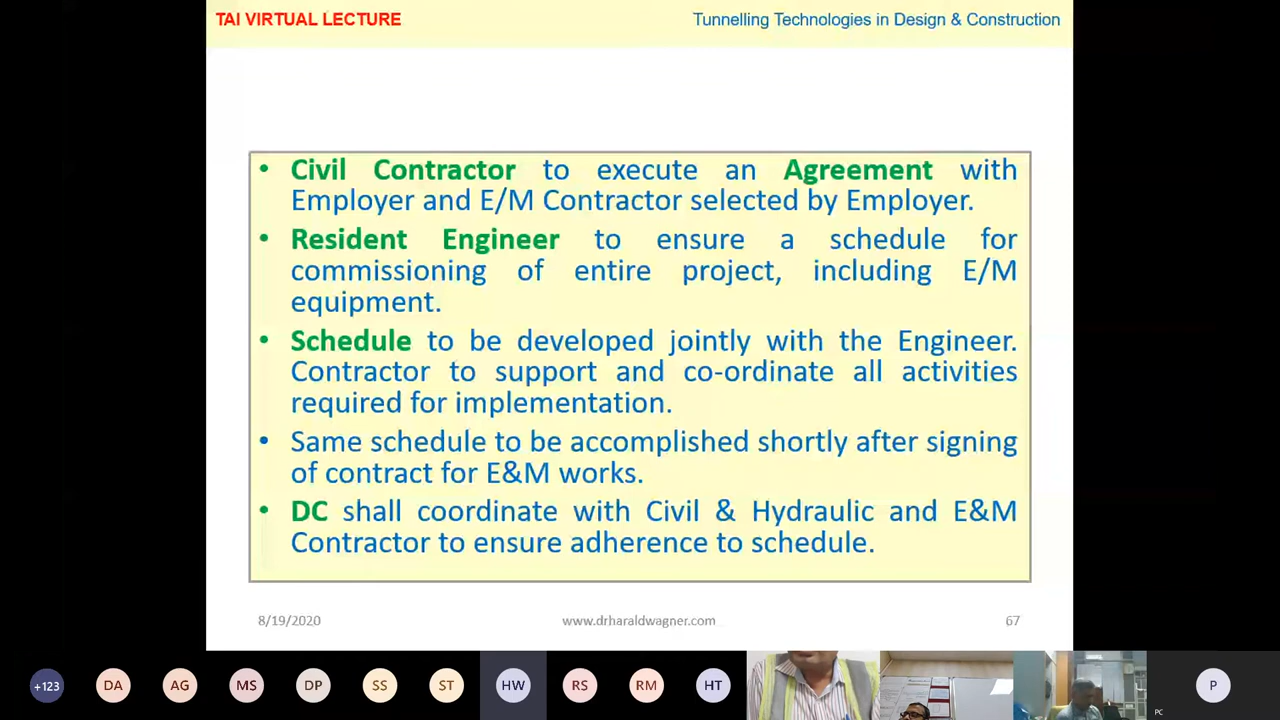 TAI VIRTUAL LECTURE
Tunnelling Technologies in Design & Construction
• Civil Contractor to execute an Agreement with
Employer and E/M Contractor selected by Employer.
• Resident Engineer to ensure a schedule for
commissioning of entire project, including E/M
equipment.
• Schedule to be developed jointly with the Engineer.
Contractor to support and co-ordinate all activities
required for implementation.
• Same schedule to be accomplished shortly after signing
of contract for E&M works.
• DC shall coordinate with Civil & Hydraulic and E&M
Contractor to ensure adherence to schedule.
8/19/2020
www.drharaldwagner.com
67
+123
DA
AG
MS
DP
SS
ST
HW
RS
RM
HT
P
PC